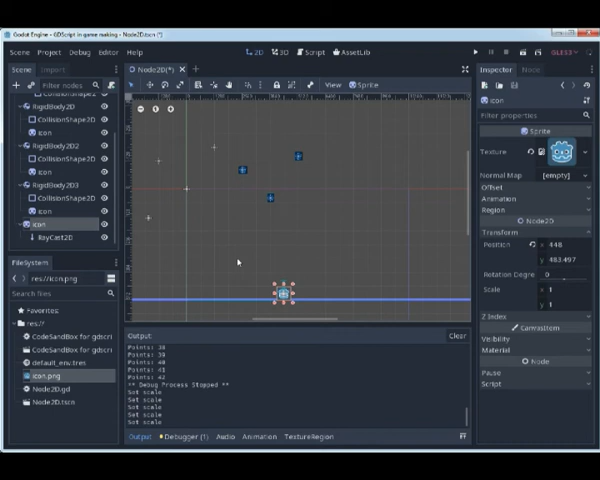 Godot Engine - GDScript in game making - Node2D.tscn (*)
Scene Project Debug Editor Help
2D 3D Script AssetLib
GLES3
Scene Import
Filter nodes
CollisionShape2
icon
RigidBody2D
CollisionShape2D
icon
RigidBody2D2
CollisionShape2D
icon
RigidBody2D3
CollisionShape2D
icon
icon
RayCast2D
FileSystem
res://icon.png
Search files
Favorites:
res://
CodeSandBox for gdscri
CodeSandBox for gdscri
default_env.tres
icon.png
Node2D.gd
Node2D.tscn
Node2D(*)
View Sprite
Output: Clear
Points: 38
Points: 39
Points: 40
Points: 41
Points: 42
** Debug Process Stopped **
Set scale
Set scale
Set scale
Set scale
Output Debugger (1) Audio Animation TextureRegion
Inspector Node
icon
Filter properties
Sprite
Texture
Normal Map [empty]
Offset
Animation
Region
Node2D
Transform
Position x 448
y 483.497
Rotation Degre 0
Scale x 1
y 1
Z Index
CanvasItem
Visibility
Material
Node
Pause
Script